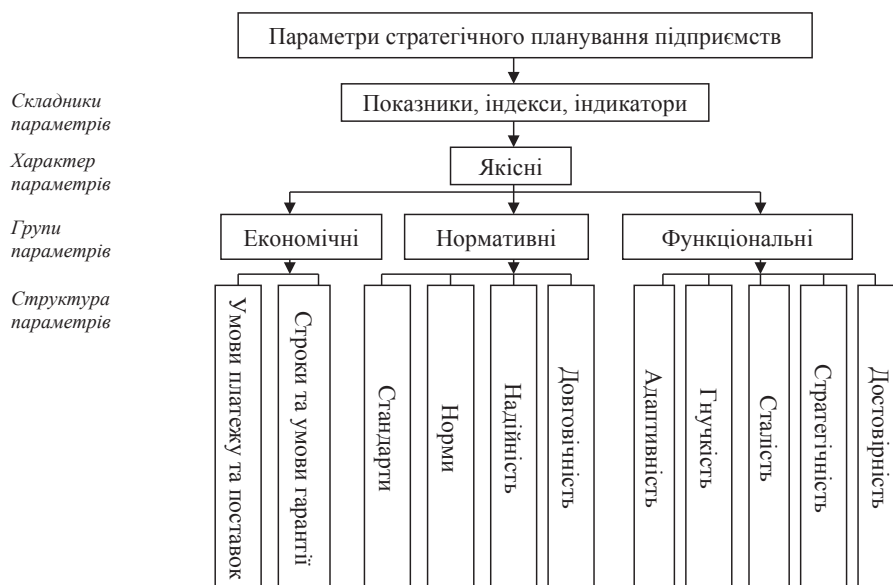 Параметри стратегічного планування підприємств
Складники
параметрів
Показники, індекси, індикатори
Характер
параметрів
Якісні
Групи
параметрів
Економічні
Нормативні
Функціональні
Структура
параметрів
Умови платежу та поставок
Строки та умови гарантії
Стандарти
Норми
Надійність
Довговічність
Адаптивність
Гнучкість
Сталість
Стратегічність
Достовірність